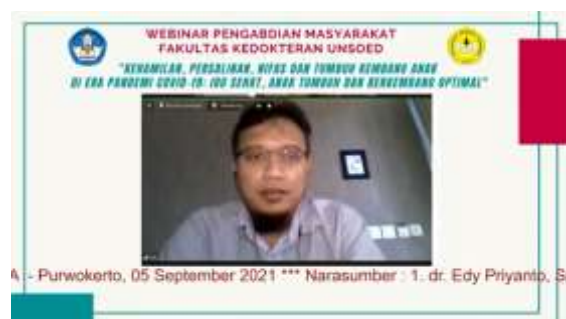 WEBINAR PENGABDIAN MASYARAKAT
FAKULTAS KEDOKTERAN UNSOED
"KEHAMILAN, PERSALINAN, NIFAS DAN TUMBUH KEMBANG ANAK
DI ERA PANDEMI COVID-19: IBU SEHAT, ANAK TUMBUH DAN BERKEMBANG OPTIMAL"
A - Purwokerto, 05 September 2021 *** Narasumber : 1. dr. Edy Priyanto, S